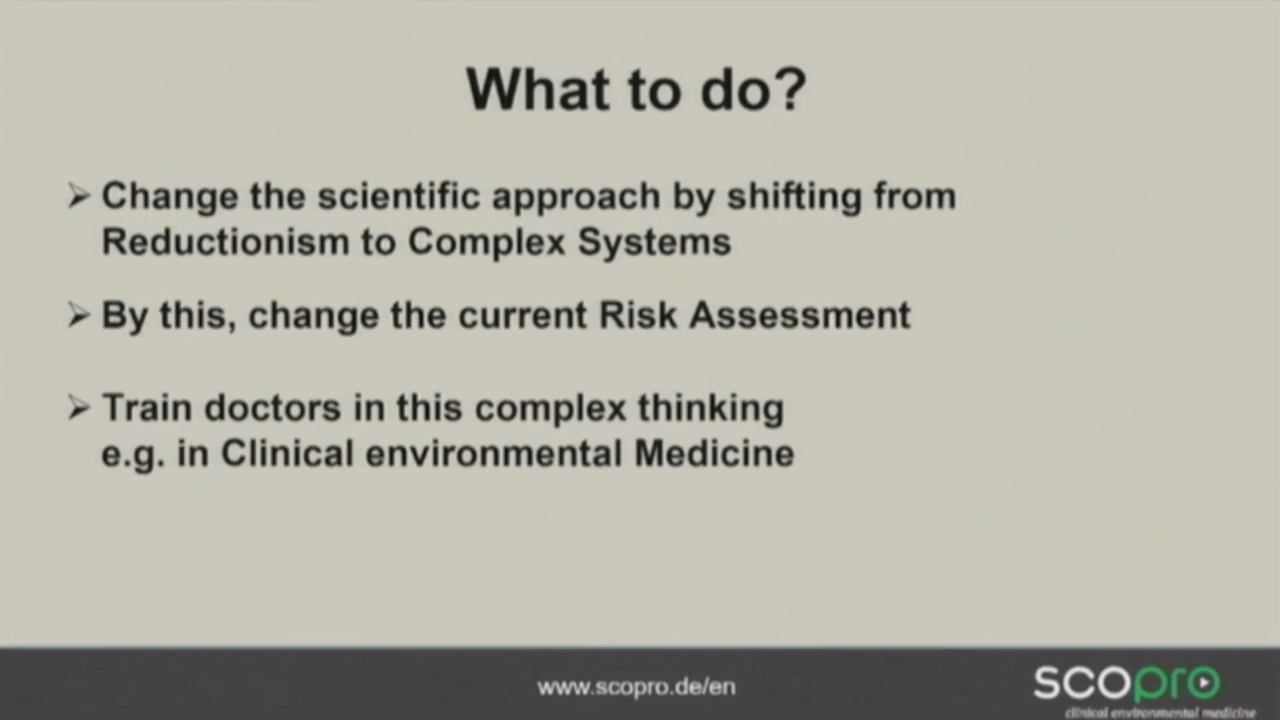 What to do?
➢ Change the scientific approach by shifting from
Reductionism to Complex Systems
➢ By this, change the current Risk Assessment
➢ Train doctors in this complex thinking
e.g. in Clinical environmental Medicine
www.scopro.de/en
scopro
clinical environmental medicine